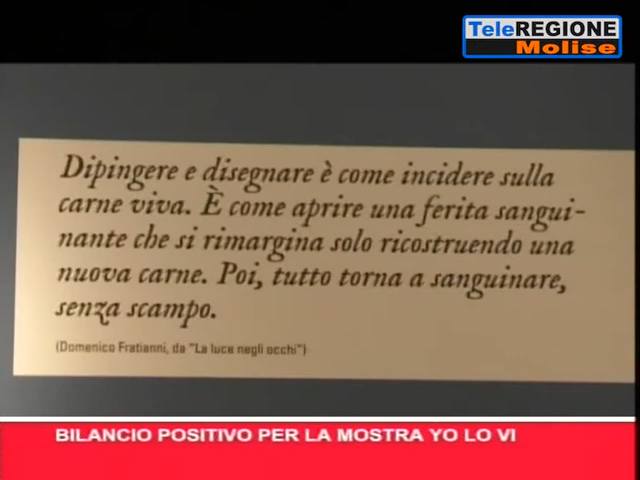 TeleREGIONE
Molise
Dipingere e disegnare è come incidere sulla
carne viva. È come aprire una ferita sangui-
nante che si rimargina solo ricostruendo una
nuova carne. Poi, tutto torna a sanguinare,
senza scampo.
(Domenico Fratianni, da "La luce negli occhi")
BILANCIO POSITIVO PER LA MOSTRA YO LO VI